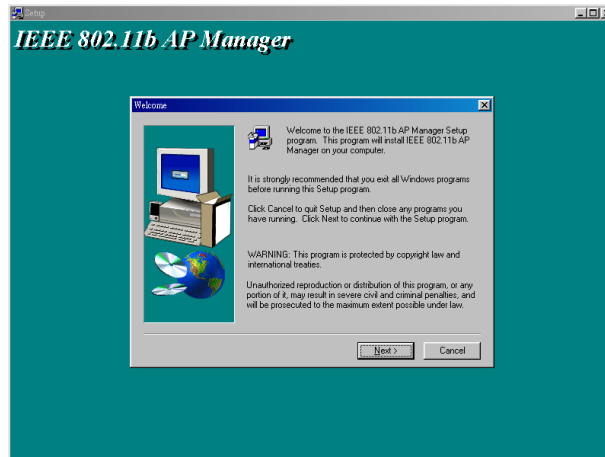 Setup
IEEE 802.11b AP Manager
Welcome
Welcome to the IEEE 802.11b AP Manager Setup
program. This program will install IEEE 802.11b AP
Manager on your computer.
It is strongly recommended that you exit all Windows programs
before running this Setup program.
Click Cancel to quit Setup and then close any programs you
have running. Click Next to continue with the Setup program.
WARNING: This program is protected by copyright law and
international treaties.
Unauthorized reproduction or distribution of this program, or any
portion of it, may result in severe civil and criminal penalties, and
will be prosecuted to the maximum extent possible under law.
Next >
Cancel